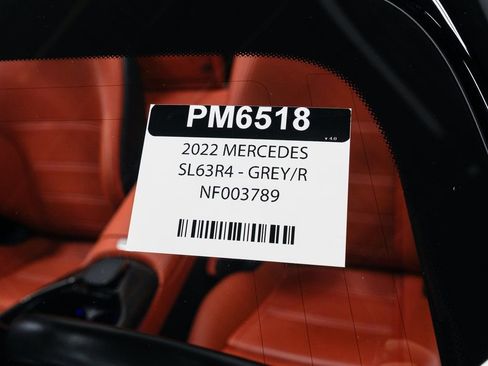 PM6518
v 4.0
2022 MERCEDES
SL63R4 - GREY/R
NF003789